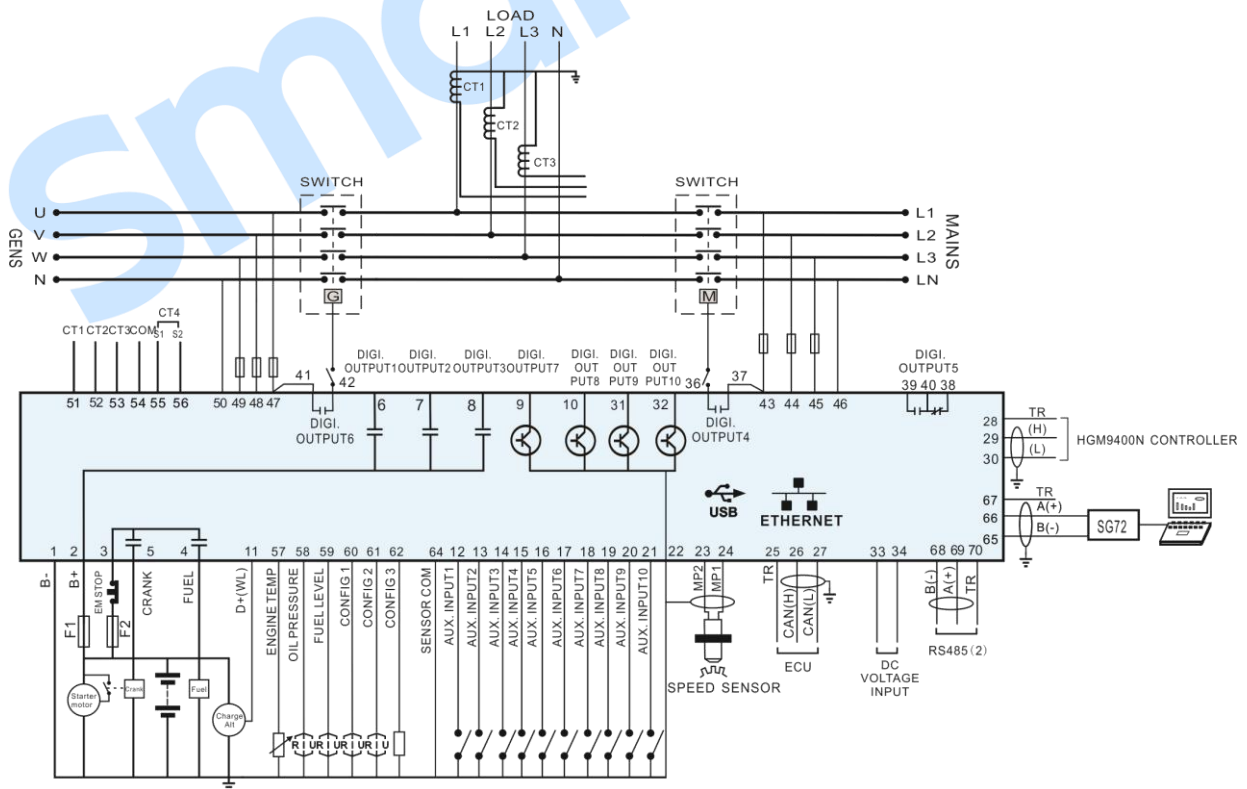 smar
LOAD
L1 L2 L3 N
CT1
CT2
CT3
SWITCH SWITCH
U L1
V L2
W L3
N LN
GENS
MAINS
G M
CT4
CT1 CT2 CT3 COM S1 S2
DIGI. OUTPUT1
DIGI. OUTPUT2
DIGI. OUTPUT3
DIGI. OUTPUT7
DIGI. OUT PUT8
DIGI. OUT PUT9
DIGI. OUT PUT10
DIGI. OUTPUT5
41 42 36 37 39 40 38
51 52 53 54 55 56 50 49 48 47 6 7 8 9 10 31 32 43 44 45 46
DIGI. OUTPUT6
DIGI. OUTPUT4
28 TR
29 (H)
30 (L)
HGM9400N CONTROLLER
USB
ETHERNET
67 TR
66 A(+)
65 B(-)
SG72
1 2 3 5 4 11 57 58 59 60 61 62 64 12 13 14 15 16 17 18 19 20 21 22 23 24 25 26 27 33 34 68 69 70
B-
B+
EM STOP
CRANK
FUEL
D+(WL)
ENGINE TEMP
OIL PRESSURE
FUEL LEVEL
CONFIG 1
CONFIG 2
CONFIG 3
SENSOR COM
AUX. INPUT1
AUX. INPUT2
AUX. INPUT3
AUX. INPUT4
AUX. INPUT5
AUX. INPUT6
AUX. INPUT7
AUX. INPUT8
AUX. INPUT9
AUX. INPUT10
MP2
MP1
TR
CAN(H)
CAN(L)
B(-)
A(+)
TR
F1
F2
SPEED SENSOR
ECU
DC VOLTAGE INPUT
RS485(2)
Starter motor
Crank
Fuel
Charge Alt
R U R U R U R U